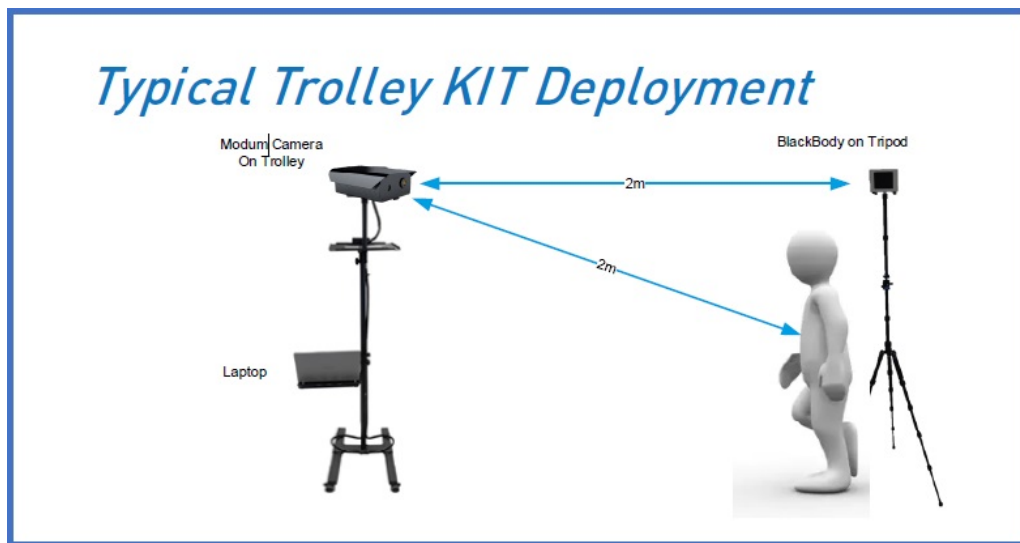 Typical Trolley KIT Deployment
Modum Camera
On Trolley
BlackBody on Tripod
2m
2m
Laptop